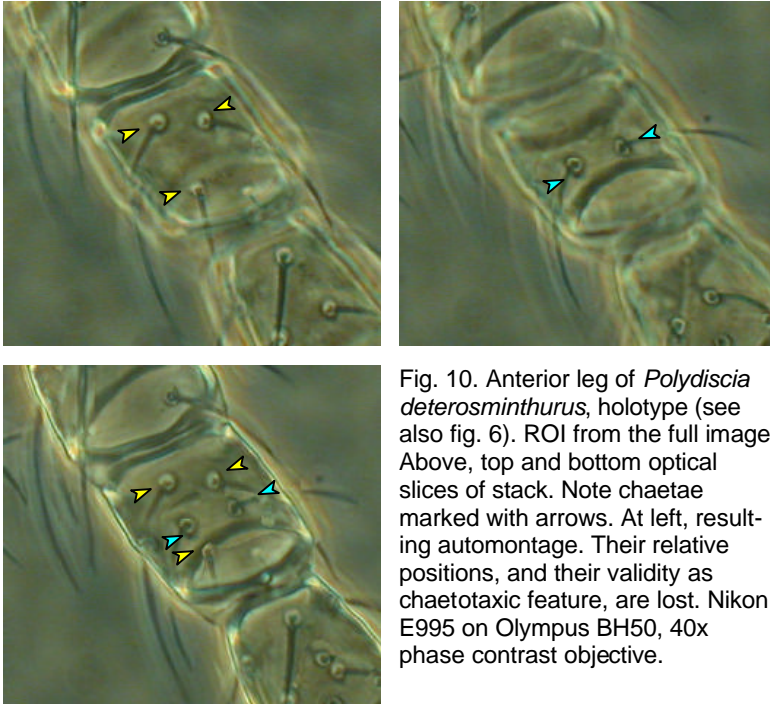 Fig. 10. Anterior leg of Polydiscia
deterosminthurus, holotype (see
also fig. 6). ROI from the full image
Above, top and bottom optical
slices of stack. Note chaetae
marked with arrows. At left, result-
ing automontage. Their relative
positions, and their validity as
chaetotaxic feature, are lost. Nikon
E995 on Olympus BH50, 40x
phase contrast objective.